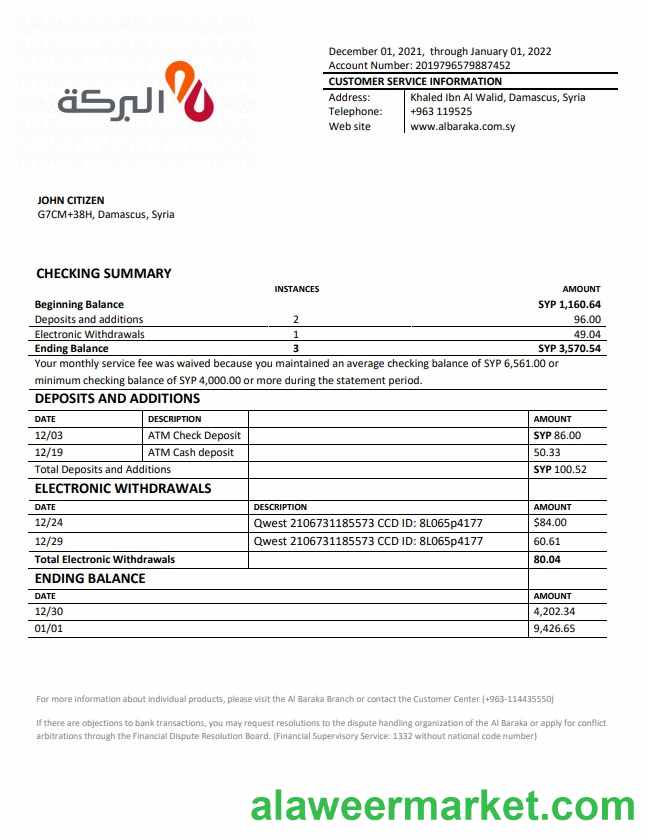 December 01, 2021, through January 01, 2022
Account Number: 2019796579887452
CUSTOMER SERVICE INFORMATION
Address: Khaled Ibn Al Walid, Damascus, Syria
Telephone: +963 119525
Web site www.albaraka.com.sy
البركة
JOHN CITIZEN
G7CM+38H, Damascus, Syria
CHECKING SUMMARY
INSTANCES AMOUNT
Beginning Balance SYP 1,160.64
Deposits and additions 2 96.00
Electronic Withdrawals 1 49.04
Ending Balance 3 SYP 3,570.54
Your monthly service fee was waived because you maintained an average checking balance of SYP 6,561.00 or
minimum checking balance of SYP 4,000.00 or more during the statement period.
DEPOSITS AND ADDITIONS
DATE DESCRIPTION AMOUNT
12/03 ATM Check Deposit SYP 86.00
12/19 ATM Cash deposit 50.33
Total Deposits and Additions SYP 100.52
ELECTRONIC WITHDRAWALS
DATE DESCRIPTION AMOUNT
12/24 Qwest 2106731185573 CCD ID: 8L065p4177 $84.00
12/29 Qwest 2106731185573 CCD ID: 8L065p4177 60.61
Total Electronic Withdrawals 80.04
ENDING BALANCE
DATE AMOUNT
12/30 4,202.34
01/01 9,426.65
For more information about individual products, please visit the Al Baraka Branch or contact the Customer Center (+963-114435550)
If there are objections to bank transactions, you may request resolutions to the dispute handling organization of the Al Baraka or apply for conflict
arbitrations through the Financial Dispute Resolution Board. (Financial Supervisory Service: 1332 without national code number)
alaweermarket.com